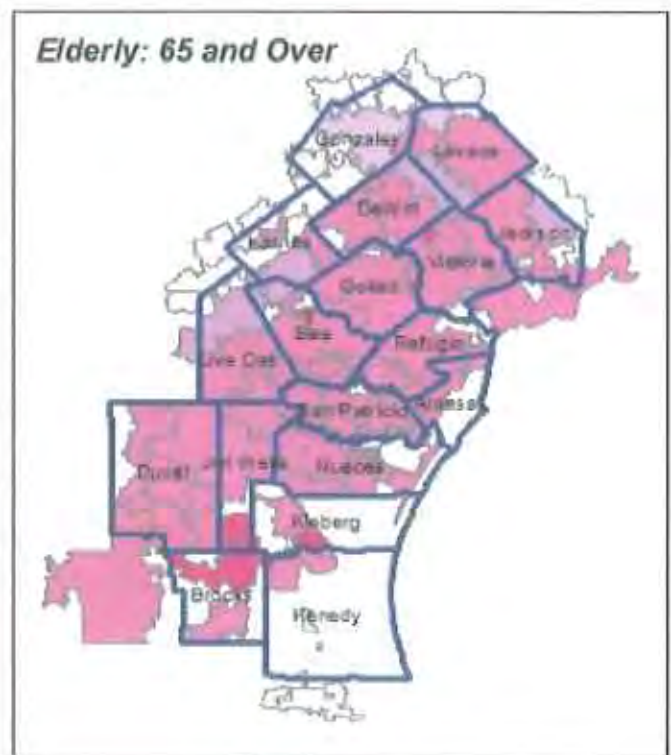 Elderly: 65 and Over
Gonzales
Lavaca
Dewitt
Karnes
Jackson
Victoria
Goliad
Bee
Refugio
Live Oak
Aransas
San Patricio
Duval
Jim Wells
Nueces
Kleberg
Brooks
Kenedy